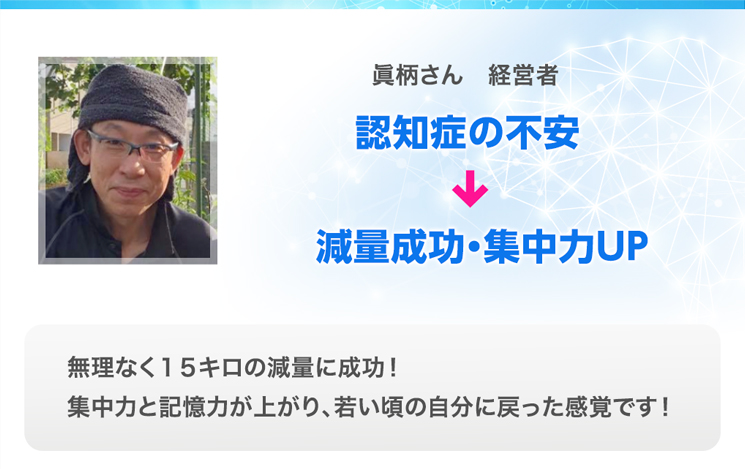 眞柄さん　経営者
認知症の不安
減量成功・集中力UP
無理なく１５キロの減量に成功！
集中力と記憶力が上がり、若い頃の自分に戻った感覚です！